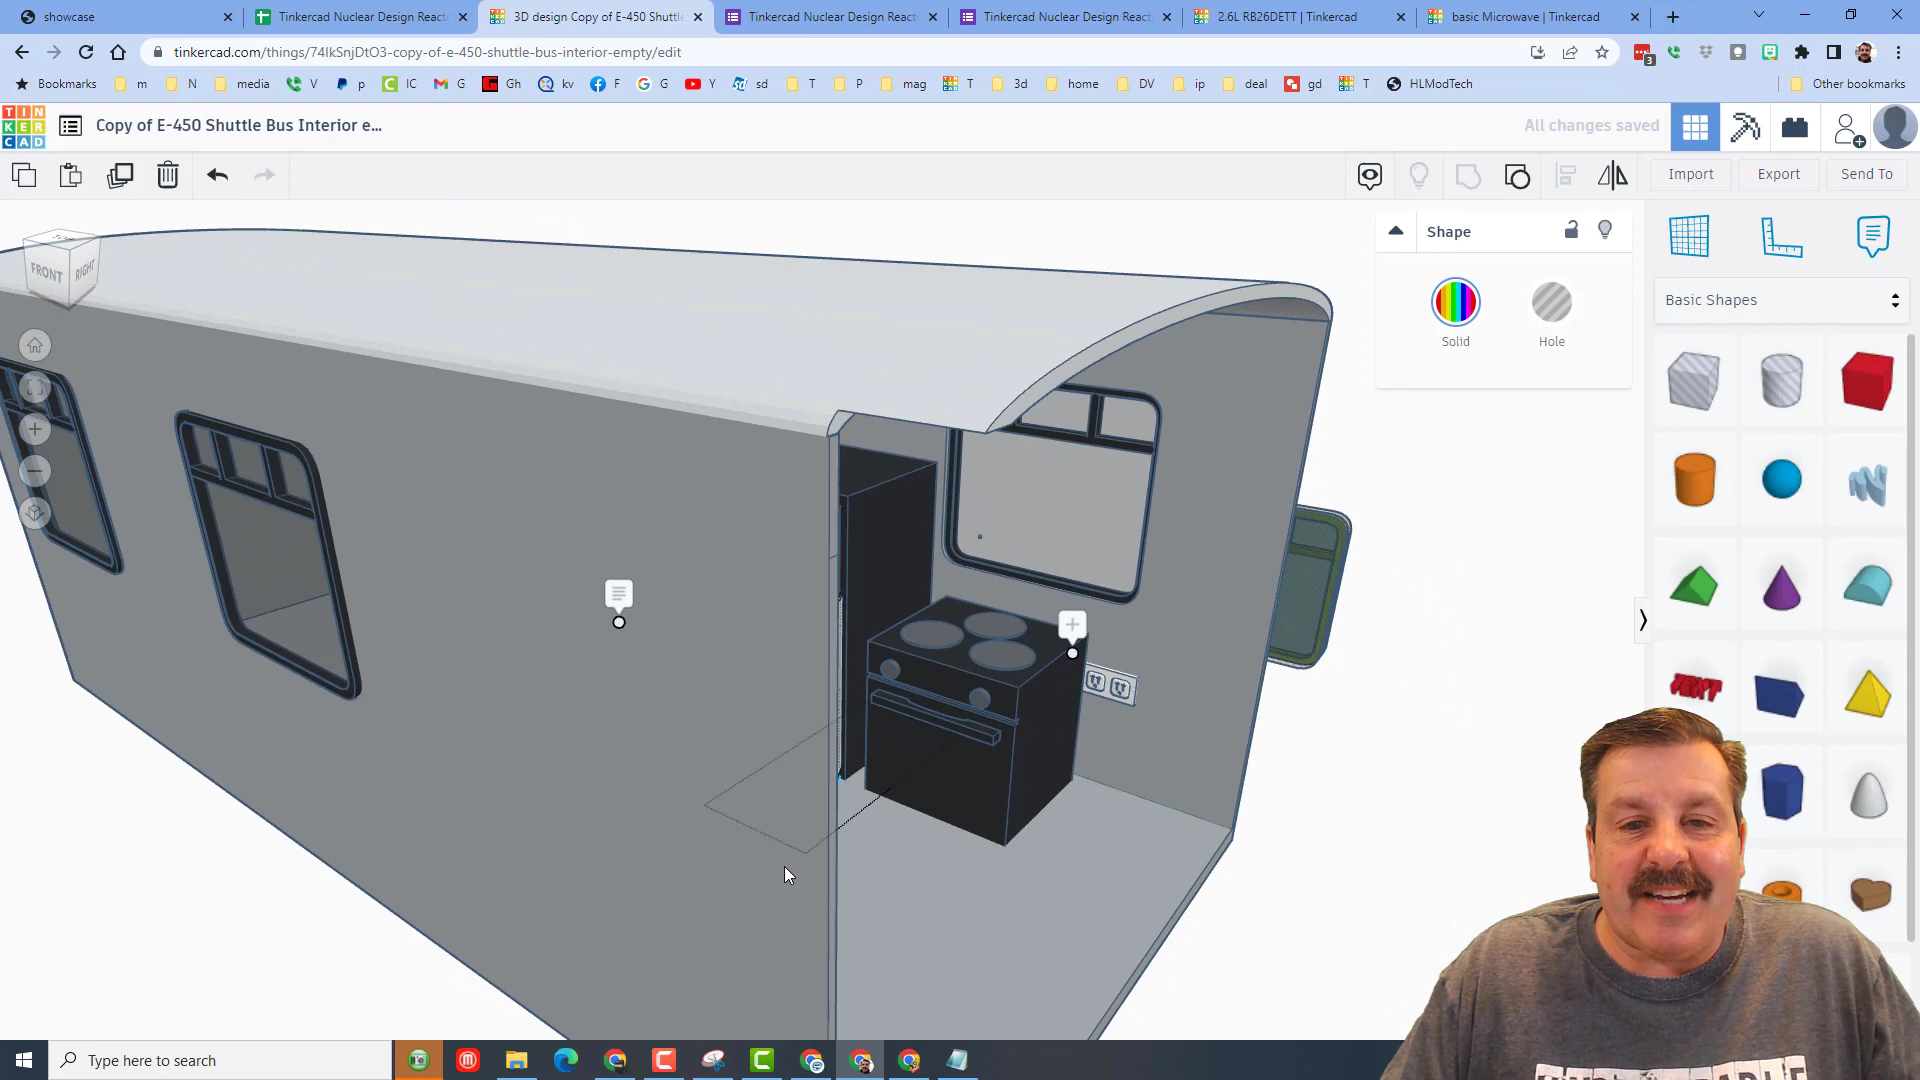 showcase
Tinkercad Nuclear Design React
3D design Copy of E-450 Shuttle
Tinkercad Nuclear Design React
Tinkercad Nuclear Design React
2.6L RB26DETT | Tinkercad
basic Microwave | Tinkercad
tinkercad.com/things/74lkSnjDtO3-copy-of-e-450-shuttle-bus-interior-empty/edit
3
Bookmarks
m
N
media
V
p
IC
G
Gh
kv
F
G
Y
sd
T
P
mag
T
3d
home
DV
ip
deal
gd
T
HLModTech
Other bookmarks
TIN
KER
CAD
Copy of E-450 Shuttle Bus Interior e...
All changes saved
Import
Export
Send To
FRONT
RIGHT
Shape
Solid
Hole
Basic Shapes
TEXT
Type here to search